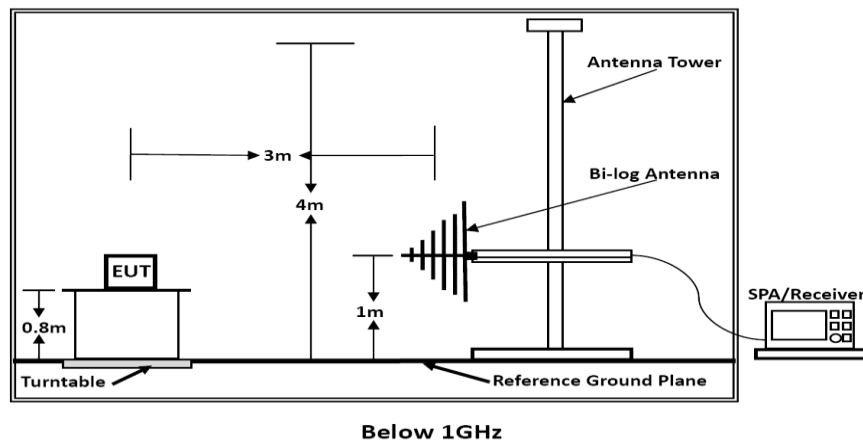 Antenna Tower
3m
Bi-log Antenna
4m
EUT
1m
SPA/Receiver
0.8m
Turntable
Reference Ground Plane
Below 1GHz